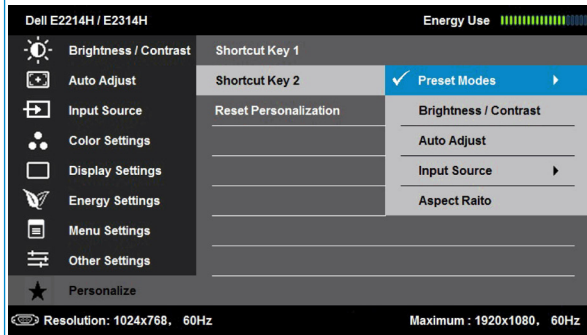 Dell E2214H / E2314H Energy Use
Brightness / Contrast Shortcut Key 1
Auto Adjust Shortcut Key 2 Preset Modes
Input Source Reset Personalization Brightness / Contrast
Color Settings Auto Adjust
Display Settings Input Source
Energy Settings Aspect Raito
Menu Settings
Other Settings
Personalize
Resolution: 1024x768, 60Hz Maximum : 1920x1080, 60Hz